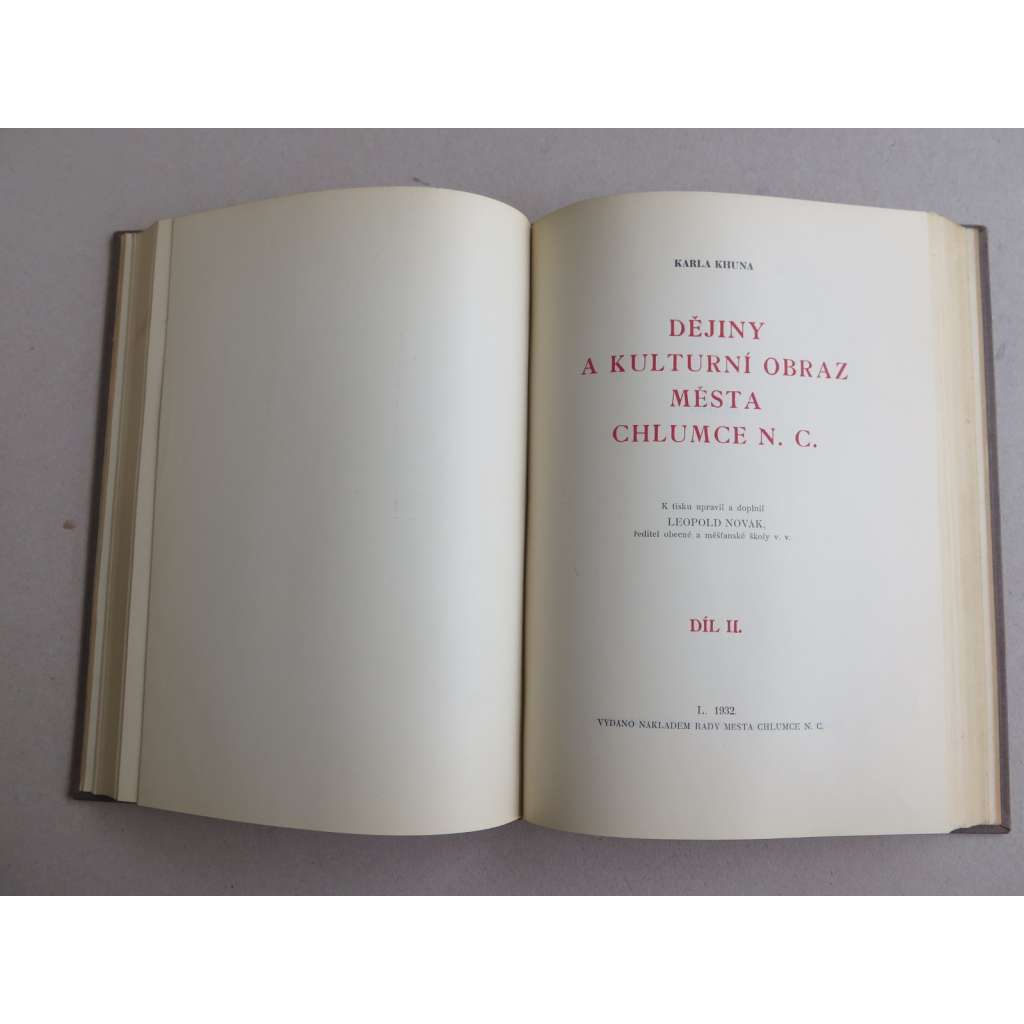 KARLA KHUNA
DĚJINY
A KULTURNÍ OBRAZ
MĚSTA
CHLUMCE N. C.
K tisku upravil a doplnil
LEOPOLD NOVÁK,
ředitel obecné a měšťanské školy v. v.
DÍL II.
L. 1932.
VYDÁNO NÁKLADEM RADY MĚSTA CHLUMCE N. C.